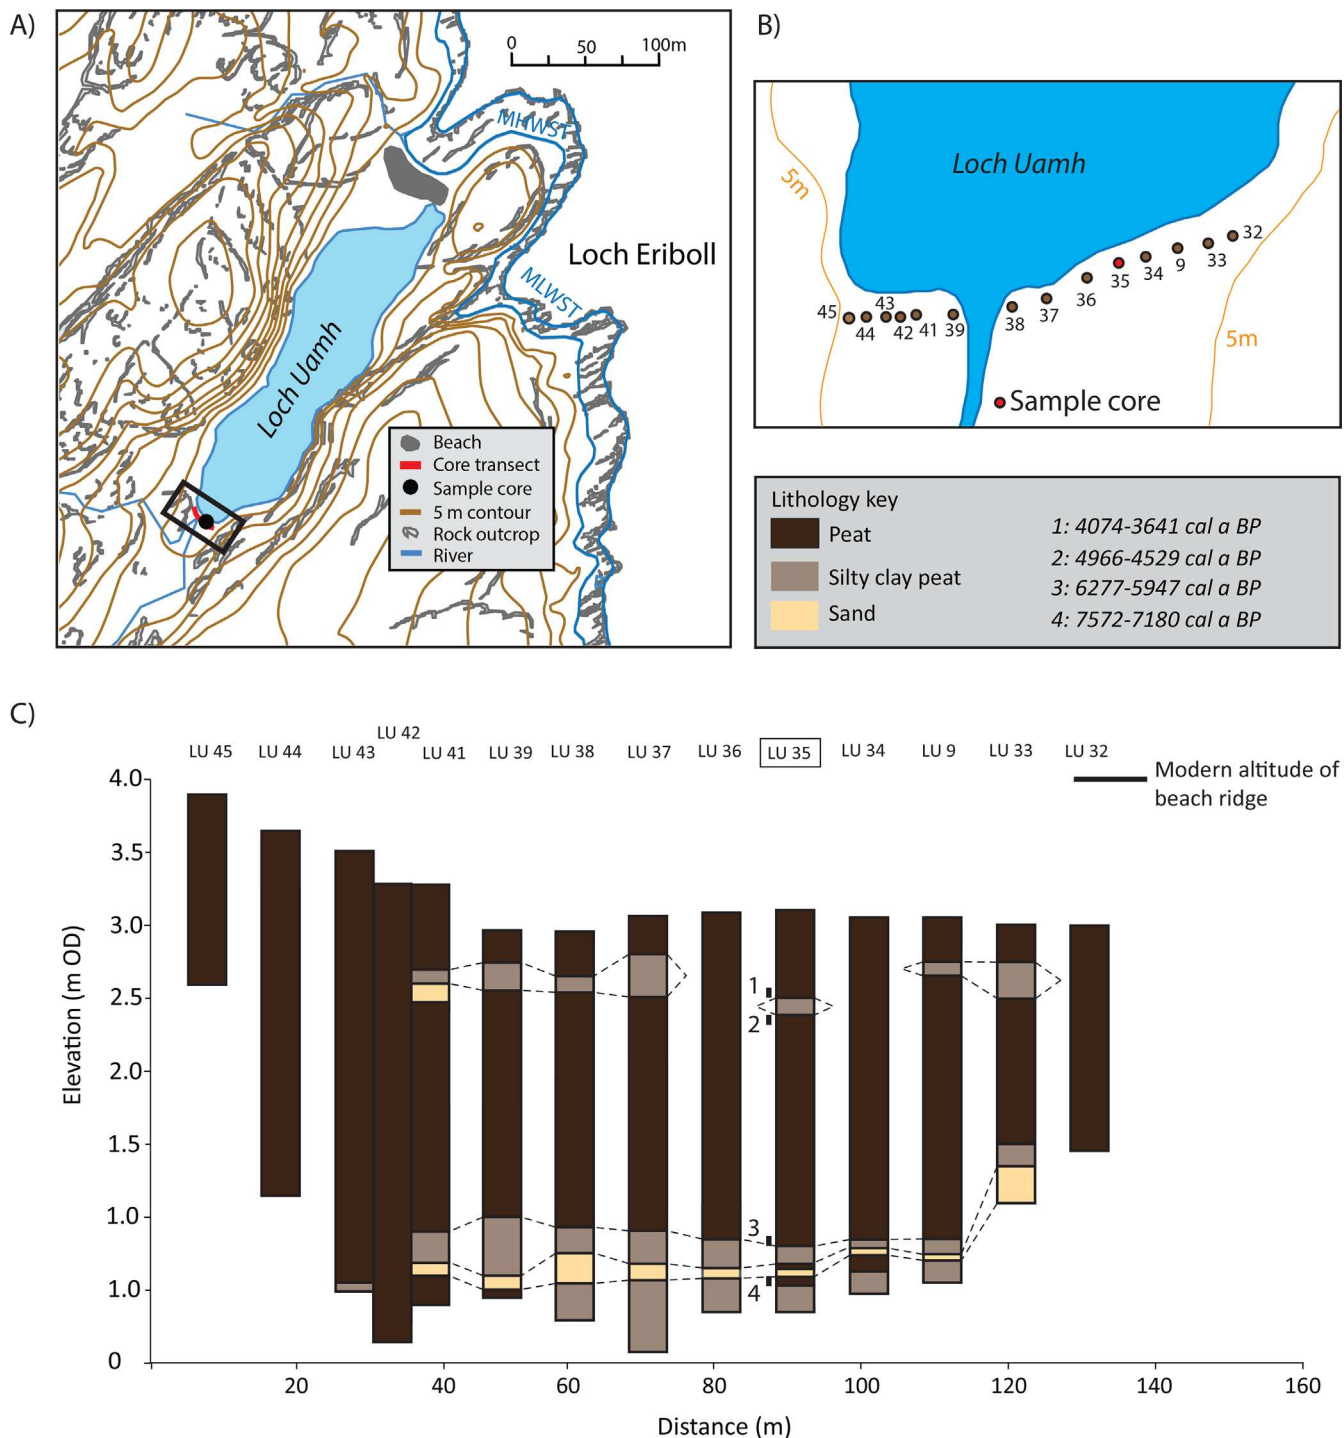 A)
0 50 100m
MHWST
Loch Eriboll
MLWST
Loch Uamh
Beach
Core transect
Sample core
5 m contour
Rock outcrop
River
B)
Loch Uamh
5m
32
33
9
34
35
36
37
38
45
44
43
42
41
39
5m
Sample core
Lithology key
Peat
Silty clay peat
Sand
1: 4074-3641 cal a BP
2: 4966-4529 cal a BP
3: 6277-5947 cal a BP
4: 7572-7180 cal a BP
C)
LU 45 LU 44 LU 43 LU 42 LU 41 LU 39 LU 38 LU 37 LU 36 LU 35 LU 34 LU 9 LU 33 LU 32
Modern altitude of
beach ridge
Elevation (m OD)
4.0
3.5
3.0
2.5
2.0
1.5
1.0
1.0
0
1
2
3
4
20 40 60 80 100 120 140 160
Distance (m)